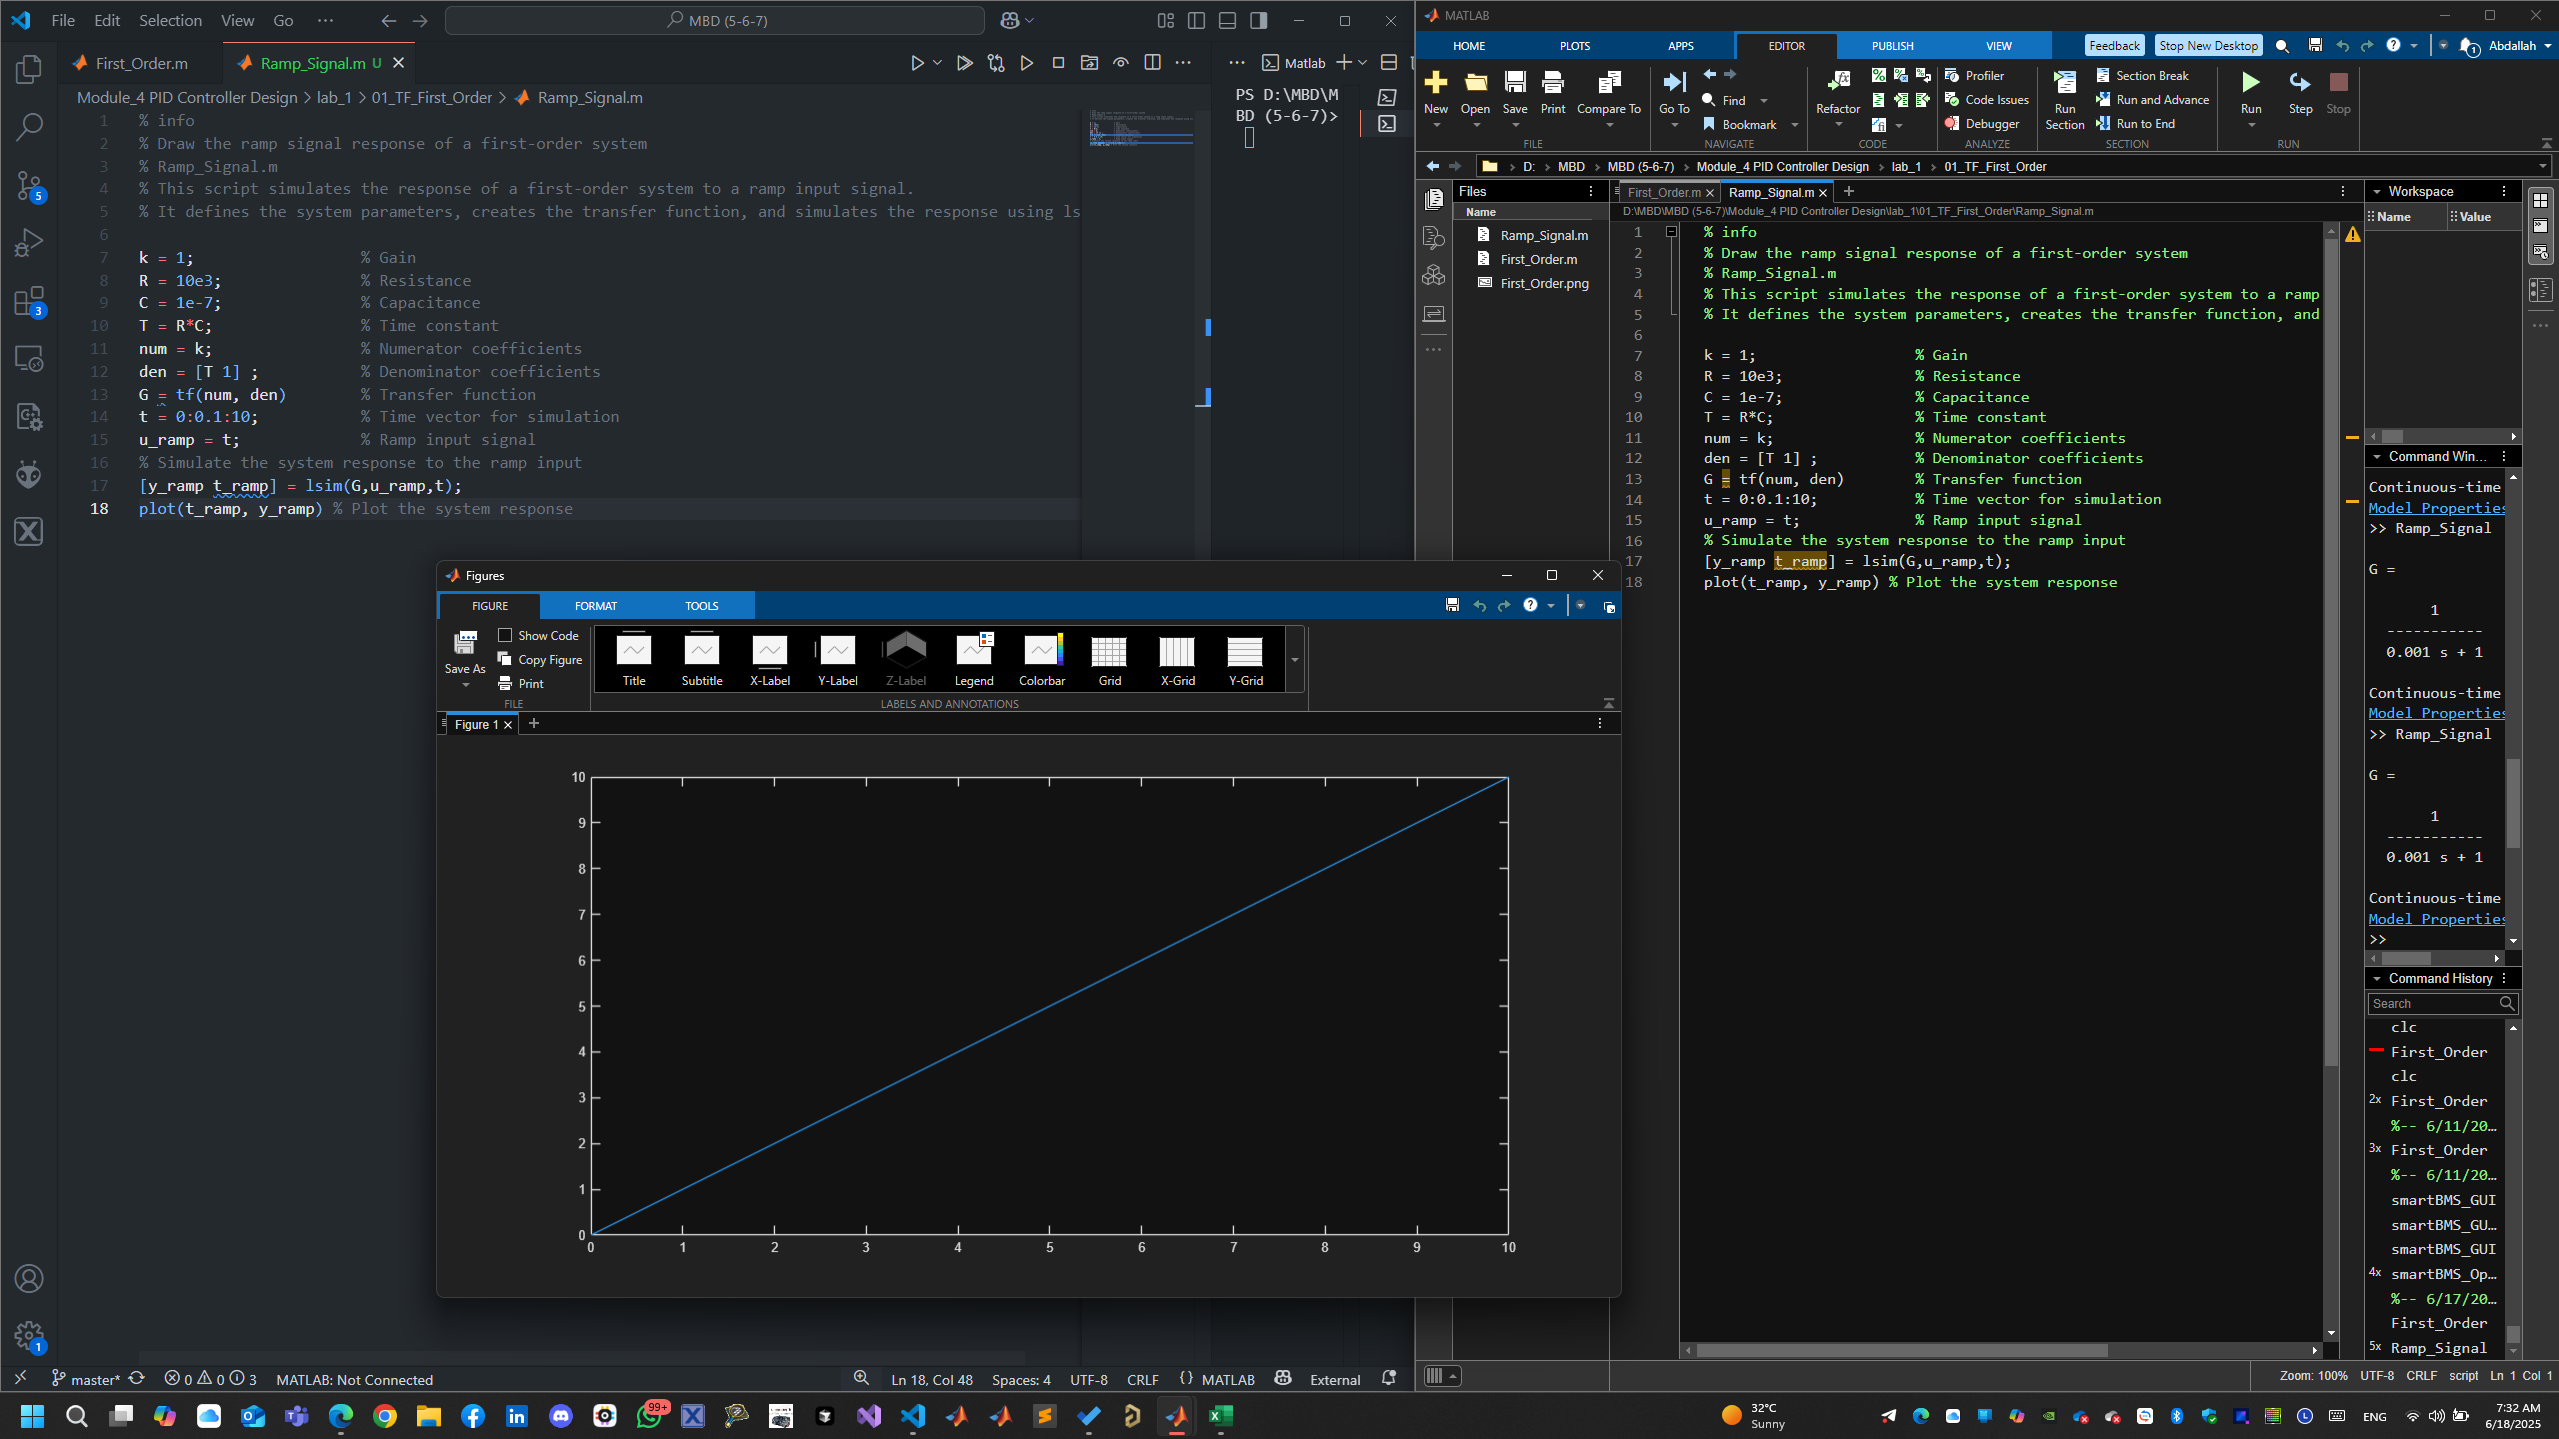 File Edit Selection View Go ··· MBD (5-6-7)
First_Order.m Ramp_Signal.m U
Module_4 PID Controller Design > lab_1 > 01_TF_First_Order > Ramp_Signal.m
1 % info
2 % Draw the ramp signal response of a first-order system
3 % Ramp_Signal.m
4 % This script simulates the response of a first-order system to a ramp input signal.
5 % It defines the system parameters, creates the transfer function, and simulates the response using ls
6
7 k = 1; % Gain
8 R = 10e3; % Resistance
9 C = 1e-7; % Capacitance
10 T = R*C; % Time constant
11 num = k; % Numerator coefficients
12 den = [T 1] ; % Denominator coefficients
13 G = tf(num, den) % Transfer function
14 t = 0:0.1:10; % Time vector for simulation
15 u_ramp = t; % Ramp input signal
16 % Simulate the system response to the ramp input
17 [y_ramp t_ramp] = lsim(G,u_ramp,t);
18 plot(t_ramp, y_ramp) % Plot the system response
5
3
1
Matlab
PS D:\MBD\M
BD (5-6-7)>
MATLAB
HOME PLOTS APPS EDITOR PUBLISH VIEW Feedback Stop New Desktop 1 Abdallah
New Open Save Print Compare To
FILE
Go To Find Bookmark
NAVIGATE
Refactor
CODE
Profiler
Code Issues
Debugger
ANALYZE
Run Section
Section Break
Run and Advance
Run to End
SECTION
Run Step Stop
RUN
D: > MBD > MBD (5-6-7) > Module_4 PID Controller Design > lab_1 > 01_TF_First_Order
Files
Name
Ramp_Signal.m
First_Order.m
First_Order.png
First_Order.m Ramp_Signal.m
D:\MBD\MBD (5-6-7)\Module_4 PID Controller Design\lab_1\01_TF_First_Order\Ramp_Signal.m
1 % info
2 % Draw the ramp signal response of a first-order system
3 % Ramp_Signal.m
4 % This script simulates the response of a first-order system to a ramp
5 % It defines the system parameters, creates the transfer function, and
6
7 k = 1; % Gain
8 R = 10e3; % Resistance
9 C = 1e-7; % Capacitance
10 T = R*C; % Time constant
11 num = k; % Numerator coefficients
12 den = [T 1] ; % Denominator coefficients
13 G = tf(num, den) % Transfer function
14 t = 0:0.1:10; % Time vector for simulation
15 u_ramp = t; % Ramp input signal
16 % Simulate the system response to the ramp input
17 [y_ramp t_ramp] = lsim(G,u_ramp,t);
18 plot(t_ramp, y_ramp) % Plot the system response
Workspace
Name Value
Command Win...
Continuous-time
Model Properties
>> Ramp_Signal
G =
1
-----------
0.001 s + 1
Continuous-time
Model Properties
>> Ramp_Signal
G =
1
-----------
0.001 s + 1
Continuous-time
Model Properties
>>
Command History
Search
clc
First_Order
clc
2x First_Order
%-- 6/11/20...
3x First_Order
%-- 6/11/20...
smartBMS_GUI
smartBMS_GU...
smartBMS_GUI
4x smartBMS_Op...
%-- 6/17/20...
First_Order
5x Ramp_Signal
Figures
FIGURE FORMAT TOOLS
Save As
Show Code
Copy Figure
Print
FILE
Title Subtitle X-Label Y-Label Z-Label Legend Colorbar Grid X-Grid Y-Grid
LABELS AND ANNOTATIONS
Figure 1
10
9
8
7
6
5
4
3
2
1
0
0 1 2 3 4 5 6 7 8 9 10
master* 0 0 3 MATLAB: Not Connected Ln 18, Col 48 Spaces: 4 UTF-8 CRLF {} MATLAB External
Zoom: 100% UTF-8 CRLF script Ln 1 Col 1
99+
32°C
Sunny
ENG
7:32 AM
6/18/2025